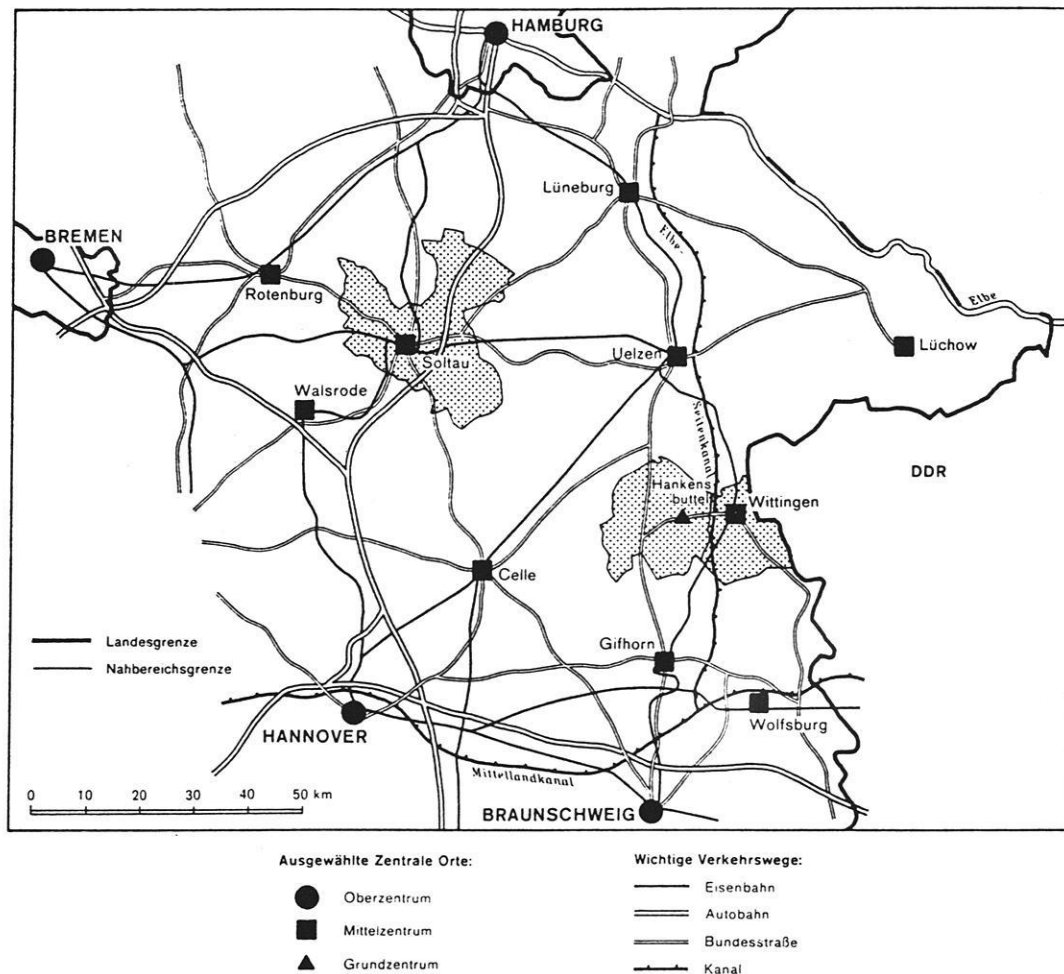 HAMBURG
Lüneburg
Elbe-
BREMEN
Rotenburg
Elbe
Soltau
Uelzen
Lüchow
Walsrode
Seitenkanal
DDR
Hankens
buttel
Wittingen
Celle
Landesgrenze
Gifhorn
Nahbereichsgrenze
Wolfsburg
HANNOVER
Mittellandkanal
0 10 20 30 40 50 km
BRAUNSCHWEIG
Ausgewählte Zentrale Orte:
Oberzentrum
Mittelzentrum
Grundzentrum
Wichtige Verkehrswege:
Eisenbahn
Autobahn
Bundesstraße
Kanal